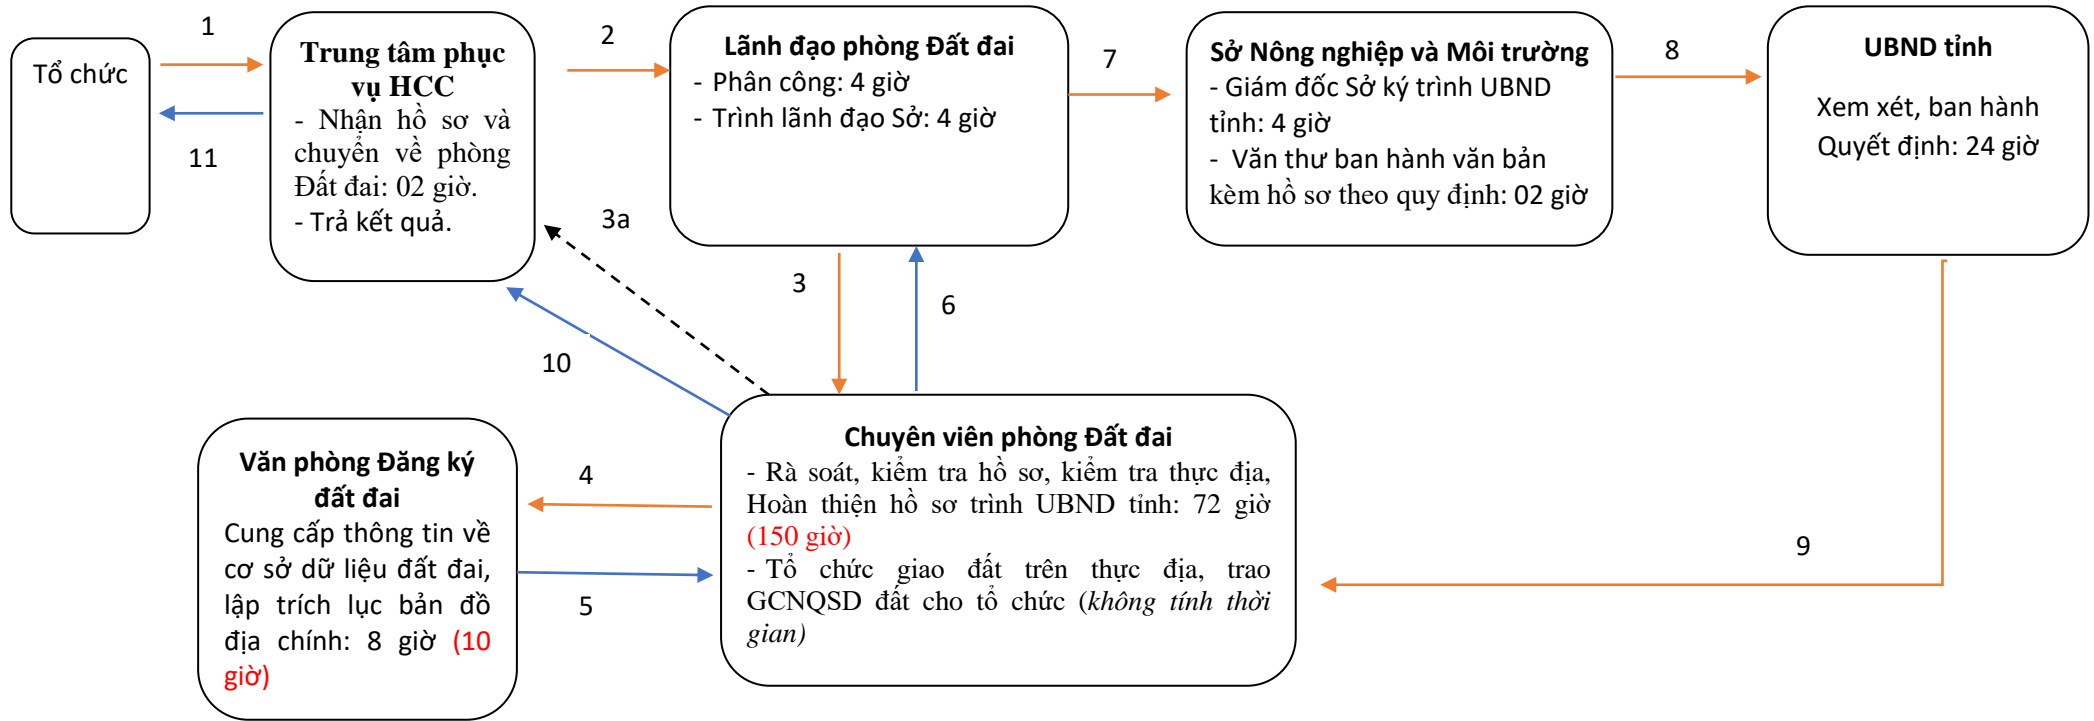 1
Tổ chức
11
Trung tâm phục
vụ HCC
- Nhận hồ sơ và
chuyển về phòng
Đất đai: 02 giờ.
- Trả kết quả.
2
Lãnh đạo phòng Đất đai
- Phân công: 4 giờ
- Trình lãnh đạo Sở: 4 giờ
7
Sở Nông nghiệp và Môi trường
- Giám đốc Sở ký trình UBND
tỉnh: 4 giờ
- Văn thư ban hành văn bản
kèm hồ sơ theo quy định: 02 giờ
8
UBND tỉnh
Xem xét, ban hành
Quyết định: 24 giờ
3a
3
6
10
9
Văn phòng Đăng ký
đất đai
Cung cấp thông tin về
cơ sở dữ liệu đất đai,
lập trích lục bản đồ
địa chính: 8 giờ (10
giờ)
4
5
Chuyên viên phòng Đất đai
- Rà soát, kiểm tra hồ sơ, kiểm tra thực địa,
Hoàn thiện hồ sơ trình UBND tỉnh: 72 giờ
(150 giờ)
- Tổ chức giao đất trên thực địa, trao
GCNQSD đất cho tổ chức (không tính thời
gian)